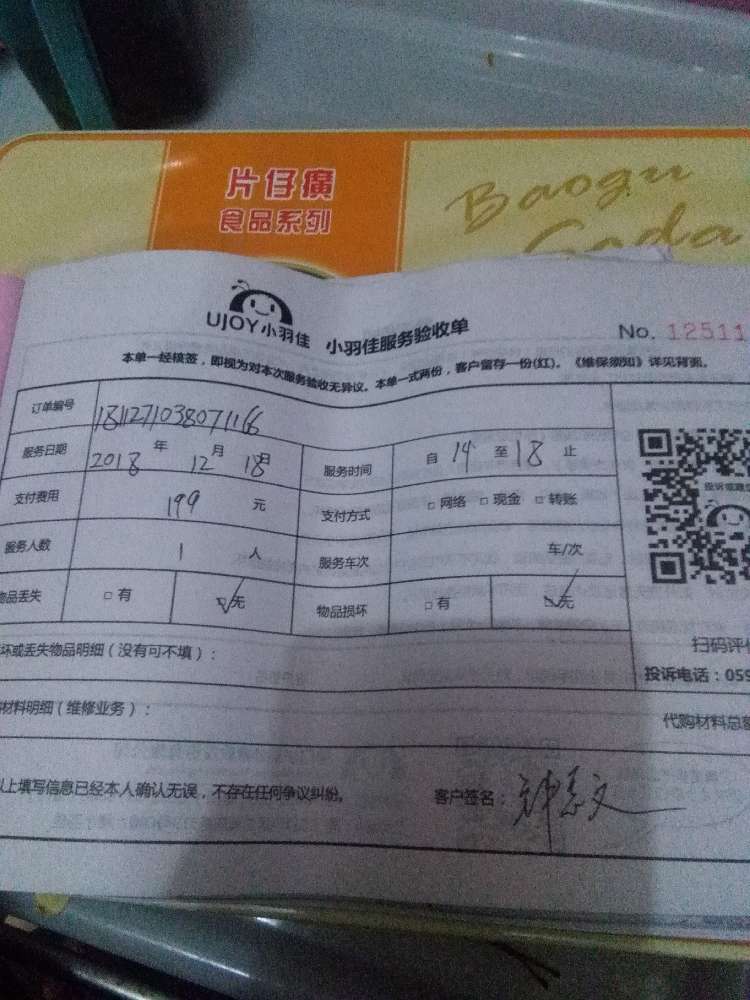 片仔癀
食品系列
Baogu
UJOY小羽佳 小羽佳服务验收单 No. 12511
本单一经核签，即视为对本次服务验收无异议。本单一式两份，客户留存一份(红)。《维保须知》详见背面。
订单编号 181127103807166
服务日期 2018 年 12 月 18日 服务时间 自 14 至 18 止
支付费用 199 元 支付方式 □网络 □现金 □转账
服务人数 1 人 服务车次 车/次
物品丢失 □有 ☑无 物品损坏 □有 ☑无
坏或丢失物品明细（没有可不填）： 扫码评价
投诉电话：059
材料明细（维修业务）： 代购材料总额
以上填写信息已经本人确认无误，不存在任何争议纠纷。 客户签名：